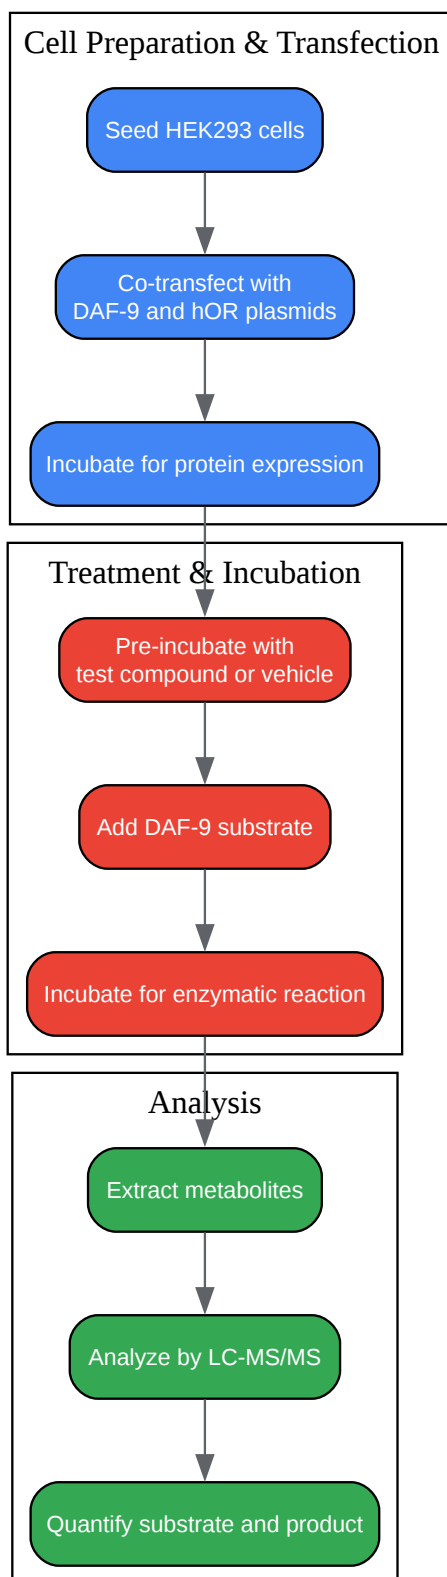 Cell Preparation & Transfection
Seed HEK293 cells
Co-transfect with
DAF-9 and hOR plasmids
Incubate for protein expression
Treatment & Incubation
Pre-incubate with
test compound or vehicle
Add DAF-9 substrate
Incubate for enzymatic reaction
Analysis
Extract metabolites
Analyze by LC-MS/MS
Quantify substrate and product